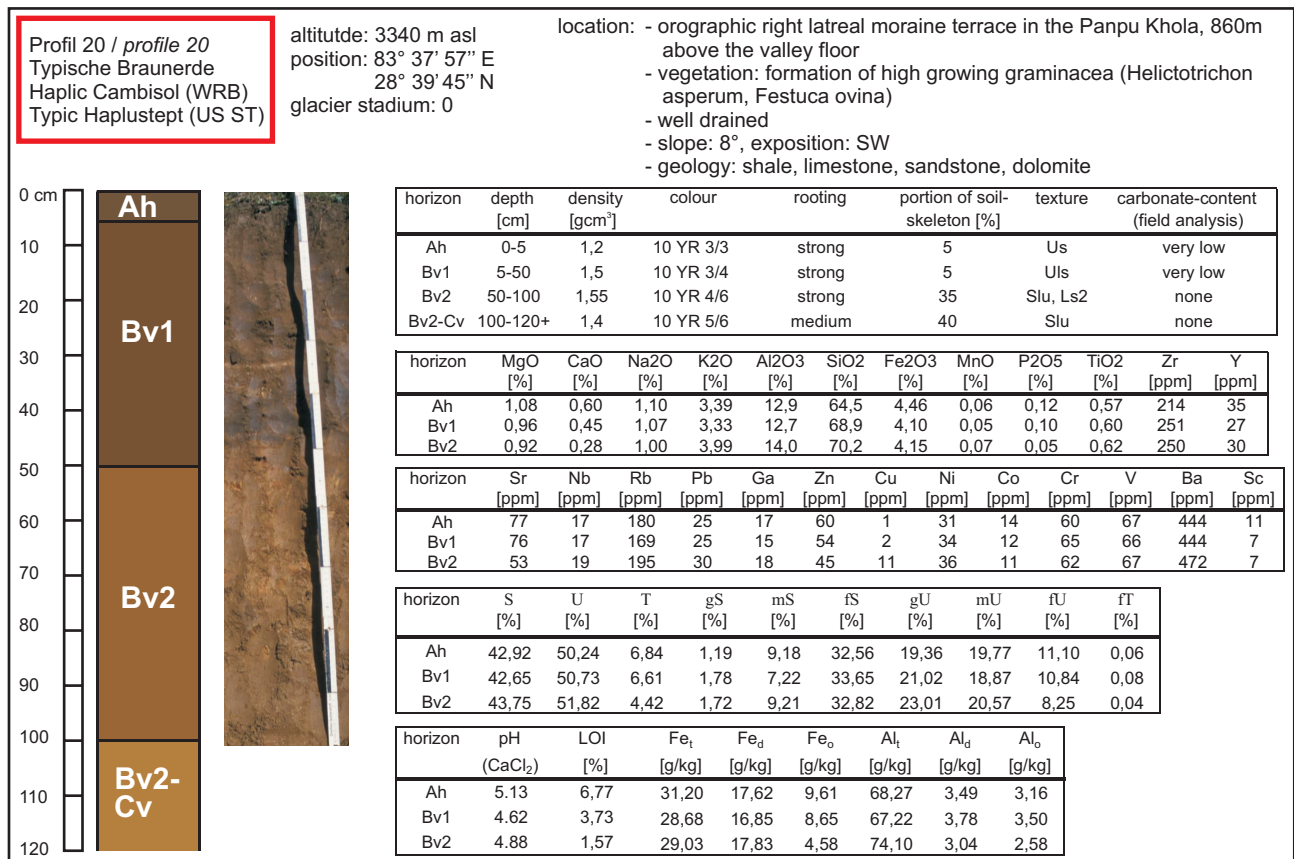 Profil 20 / profile 20
Typische Braunerde
Haplic Cambisol (WRB)
Typic Haplustept (US ST)
altitutde: 3340 m asl
position: 83° 37' 57'' E
28° 39' 45'' N
glacier stadium: 0
location: - orographic right latreal moraine terrace in the Panpu Khola, 860m
above the valley floor
- vegetation: formation of high growing graminacea (Helictotrichon
asperum, Festuca ovina)
- well drained
- slope: 8°, exposition: SW
- geology: shale, limestone, sandstone, dolomite
0 cm
10
20
30
40
50
60
70
80
90
100
110
120
Ah
Bv1
Bv2
Bv2-
Cv
horizon depth density colour rooting portion of soil- texture carbonate-content
[cm] [gcm³] skeleton [%] (field analysis)
Ah 0-5 1,2 10 YR 3/3 strong 5 Us very low
Bv1 5-50 1,5 10 YR 3/4 strong 5 Uls very low
Bv2 50-100 1,55 10 YR 4/6 strong 35 Slu, Ls2 none
Bv2-Cv 100-120+ 1,4 10 YR 5/6 medium 40 Slu none
horizon MgO CaO Na2O K2O Al2O3 SiO2 Fe2O3 MnO P2O5 TiO2 Zr Y
[%] [%] [%] [%] [%] [%] [%] [%] [%] [%] [ppm] [ppm]
Ah 1,08 0,60 1,10 3,39 12,9 64,5 4,46 0,06 0,12 0,57 214 35
Bv1 0,96 0,45 1,07 3,33 12,7 68,9 4,10 0,05 0,10 0,60 251 27
Bv2 0,92 0,28 1,00 3,99 14,0 70,2 4,15 0,07 0,05 0,62 250 30
horizon Sr Nb Rb Pb Ga Zn Cu Ni Co Cr V Ba Sc
[ppm] [ppm] [ppm] [ppm] [ppm] [ppm] [ppm] [ppm] [ppm] [ppm] [ppm] [ppm] [ppm]
Ah 77 17 180 25 17 60 1 31 14 60 67 444 11
Bv1 76 17 169 25 15 54 2 34 12 65 66 444 7
Bv2 53 19 195 30 18 45 11 36 11 62 67 472 7
horizon S U T gS mS fS gU mU fU fT
[%] [%] [%] [%] [%] [%] [%] [%] [%] [%]
Ah 42,92 50,24 6,84 1,19 9,18 32,56 19,36 19,77 11,10 0,06
Bv1 42,65 50,73 6,61 1,78 7,22 33,65 21,02 18,87 10,84 0,08
Bv2 43,75 51,82 4,42 1,72 9,21 32,82 23,01 20,57 8,25 0,04
horizon pH LOI Feₜ Fe_d Feₒ Alₜ Al_d Alₒ
(CaCl₂) [%] [g/kg] [g/kg] [g/kg] [g/kg] [g/kg] [g/kg]
Ah 5.13 6,77 31,20 17,62 9,61 68,27 3,49 3,16
Bv1 4.62 3,73 28,68 16,85 8,65 67,22 3,78 3,50
Bv2 4.88 1,57 29,03 17,83 4,58 74,10 3,04 2,58